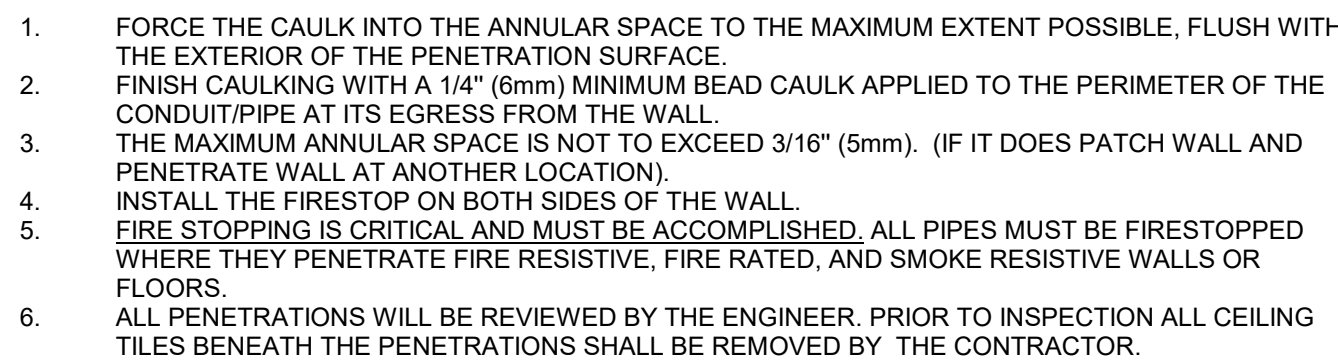 1. FORCE THE CAULK INTO THE ANNULAR SPACE TO THE MAXIMUM EXTENT POSSIBLE, FLUSH WITH
THE EXTERIOR OF THE PENETRATION SURFACE.
2. FINISH CAULKING WITH A 1/4" (6mm) MINIMUM BEAD CAULK APPLIED TO THE PERIMETER OF THE
CONDUIT/PIPE AT ITS EGRESS FROM THE WALL.
3. THE MAXIMUM ANNULAR SPACE IS NOT TO EXCEED 3/16" (5mm). (IF IT DOES PATCH WALL AND
PENETRATE WALL AT ANOTHER LOCATION).
4. INSTALL THE FIRESTOP ON BOTH SIDES OF THE WALL.
5. FIRE STOPPING IS CRITICAL AND MUST BE ACCOMPLISHED. ALL PIPES MUST BE FIRESTOPPED
WHERE THEY PENETRATE FIRE RESISTIVE, FIRE RATED, AND SMOKE RESISTIVE WALLS OR
FLOORS.
6. ALL PENETRATIONS WILL BE REVIEWED BY THE ENGINEER. PRIOR TO INSPECTION ALL CEILING
TILES BENEATH THE PENETRATIONS SHALL BE REMOVED BY THE CONTRACTOR.